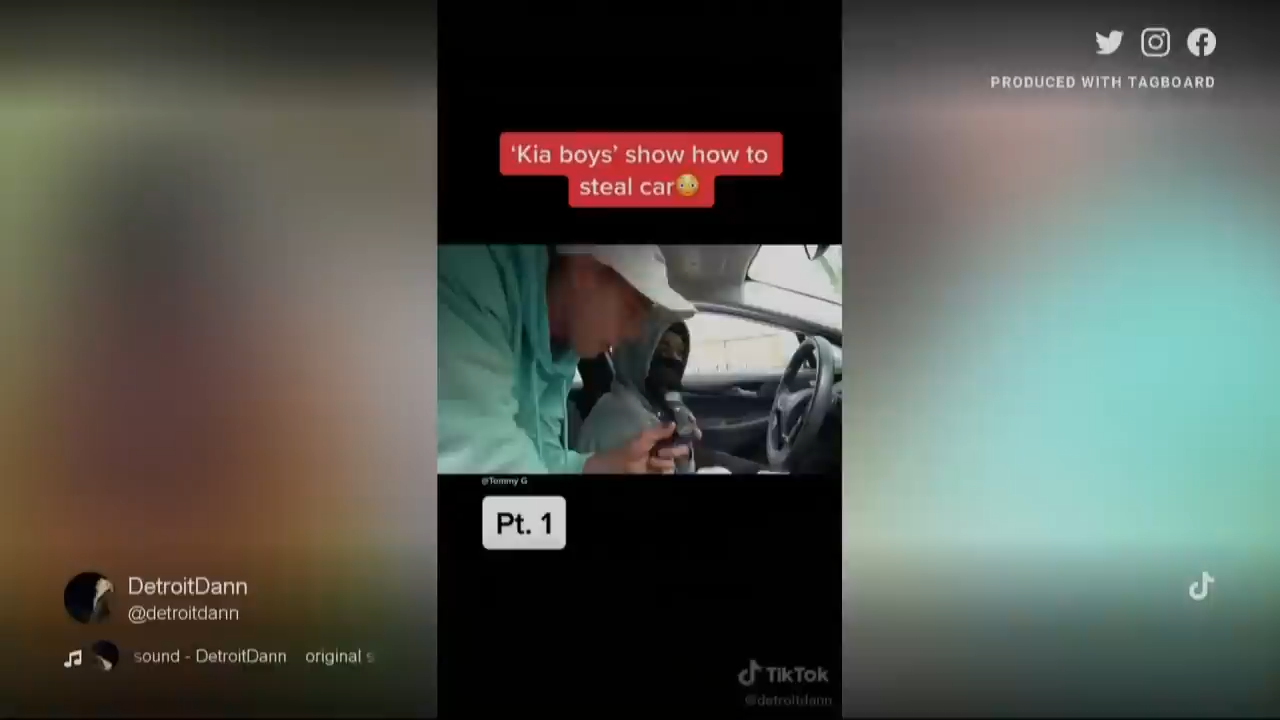 PRODUCED WITH TAGBOARD
‘Kia boys’ show how to
steal car😳
@Tommy G
Pt. 1
DetroitDann
@detroitdann
sound - DetroitDann original s
TikTok
@detroitdann